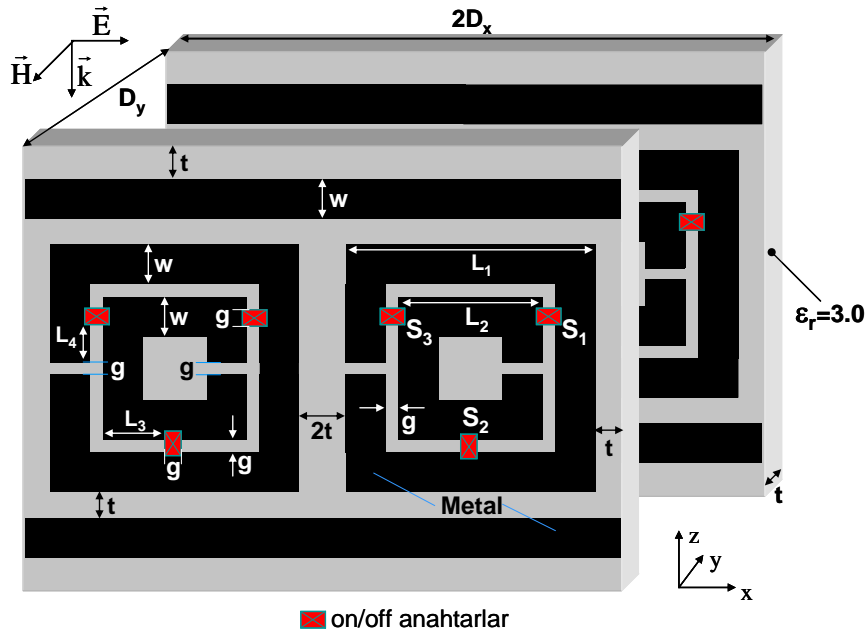 E
2Dx
H
k
Dy
t
w
w
L1
w
g
L2
εr=3.0
L4
S3
S1
g
g
L3
g
S2
2t
t
g
g
t
Metal
t
z
y
x
on/off anahtarlar